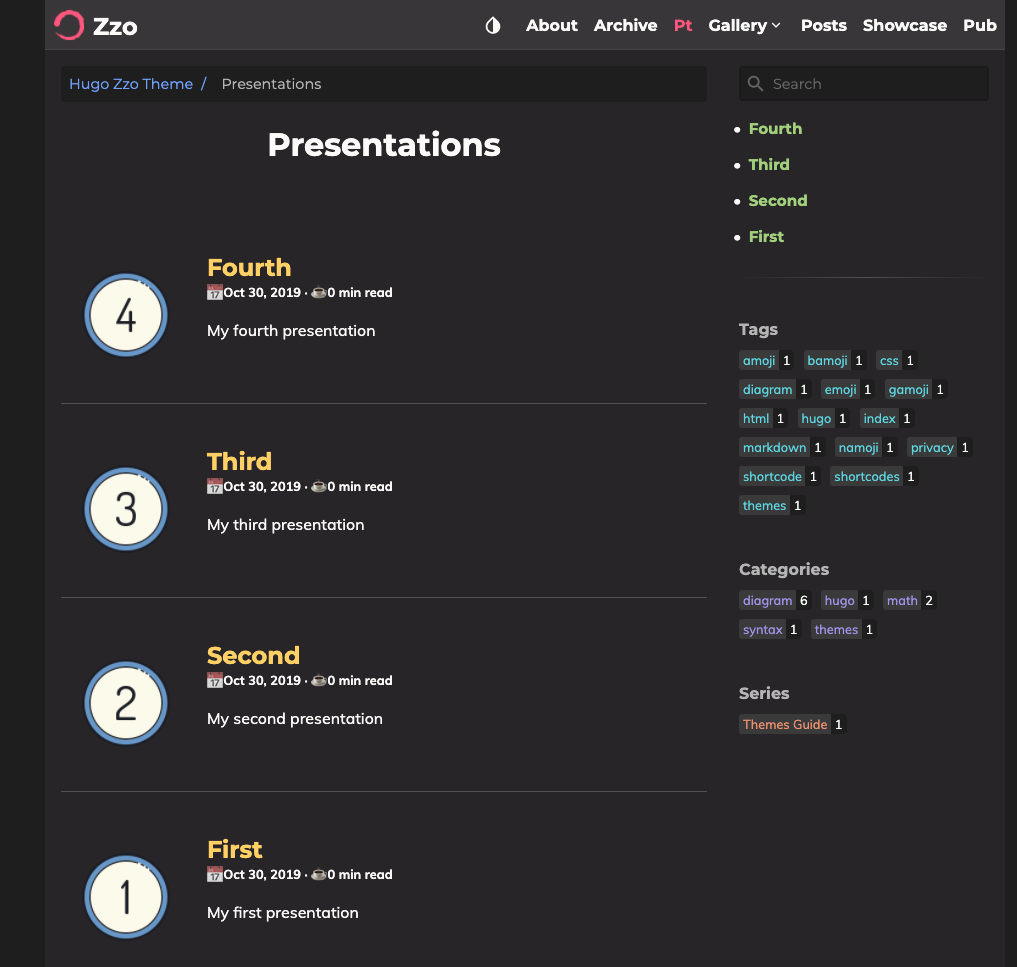 Zzo
About Archive Pt Gallery Posts Showcase Pub
Hugo Zzo Theme / Presentations
Search
Presentations
4
Fourth
📅Oct 30, 2019 · ☕0 min read
My fourth presentation
3
Third
📅Oct 30, 2019 · ☕0 min read
My third presentation
2
Second
📅Oct 30, 2019 · ☕0 min read
My second presentation
1
First
📅Oct 30, 2019 · ☕0 min read
My first presentation
• Fourth
• Third
• Second
• First
Tags
amoji 1 bamoji 1 css 1
diagram 1 emoji 1 gamoji 1
html 1 hugo 1 index 1
markdown 1 namoji 1 privacy 1
shortcode 1 shortcodes 1
themes 1
Categories
diagram 6 hugo 1 math 2
syntax 1 themes 1
Series
Themes Guide 1